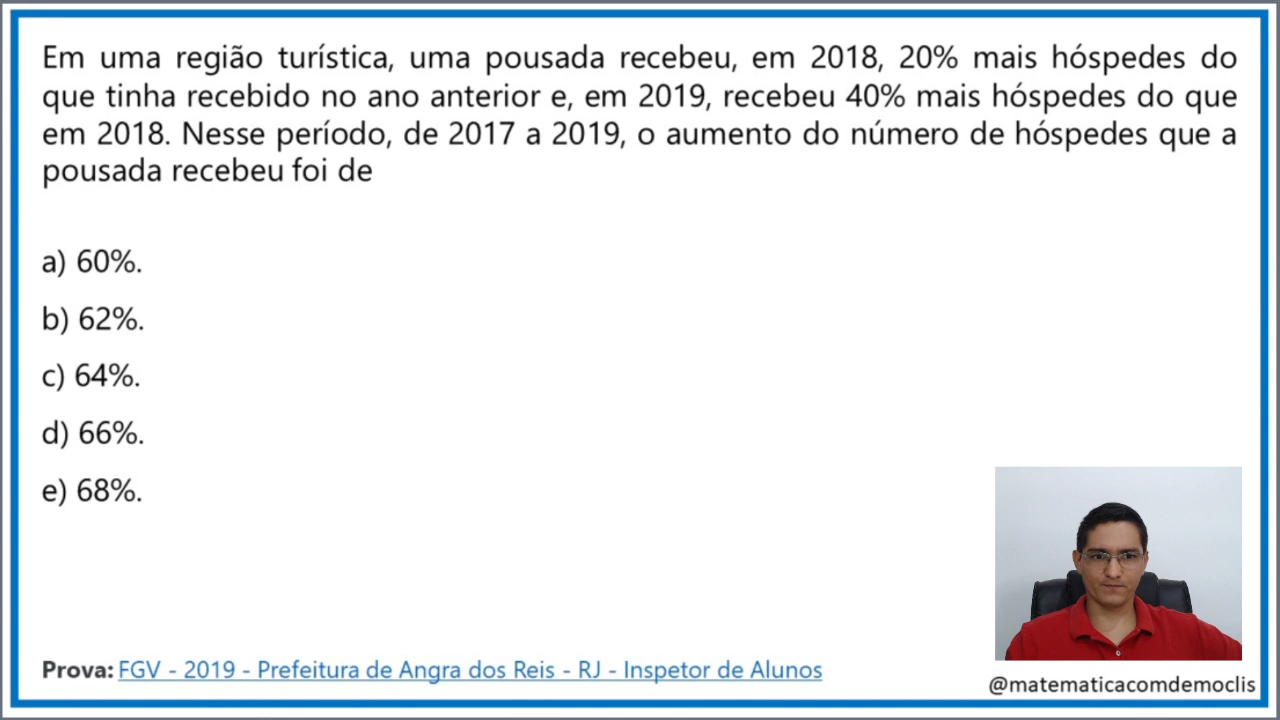 Em uma região turística, uma pousada recebeu, em 2018, 20% mais hóspedes do
que tinha recebido no ano anterior e, em 2019, recebeu 40% mais hóspedes do que
em 2018. Nesse período, de 2017 a 2019, o aumento do número de hóspedes que a
pousada recebeu foi de
a) 60%.
b) 62%.
c) 64%.
d) 66%.
e) 68%.
Prova: FGV - 2019 - Prefeitura de Angra dos Reis - RJ - Inspetor de Alunos
@matematicacomdemoclis